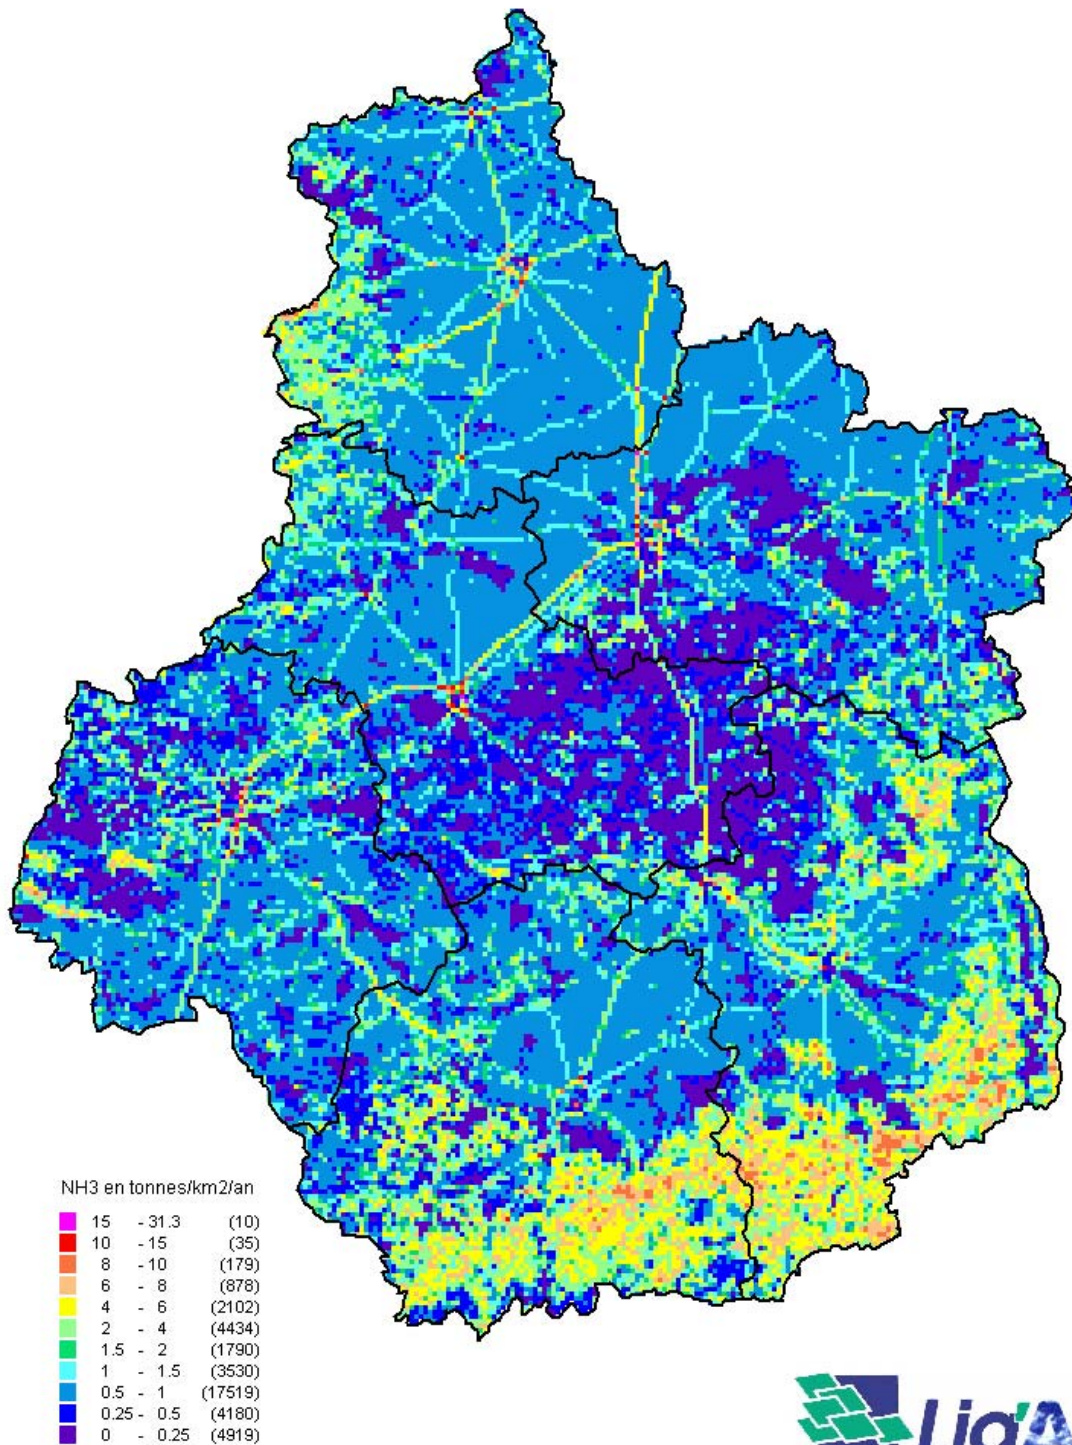 NH3 en tonnes/km2/an
15 - 31.3 (10)
10 - 15 (35)
8 - 10 (179)
6 - 8 (878)
4 - 6 (2102)
2 - 4 (4434)
1.5 - 2 (1790)
1 - 1.5 (3530)
0.5 - 1 (17519)
0.25 - 0.5 (4180)
0 - 0.25 (4919)
Lig'A